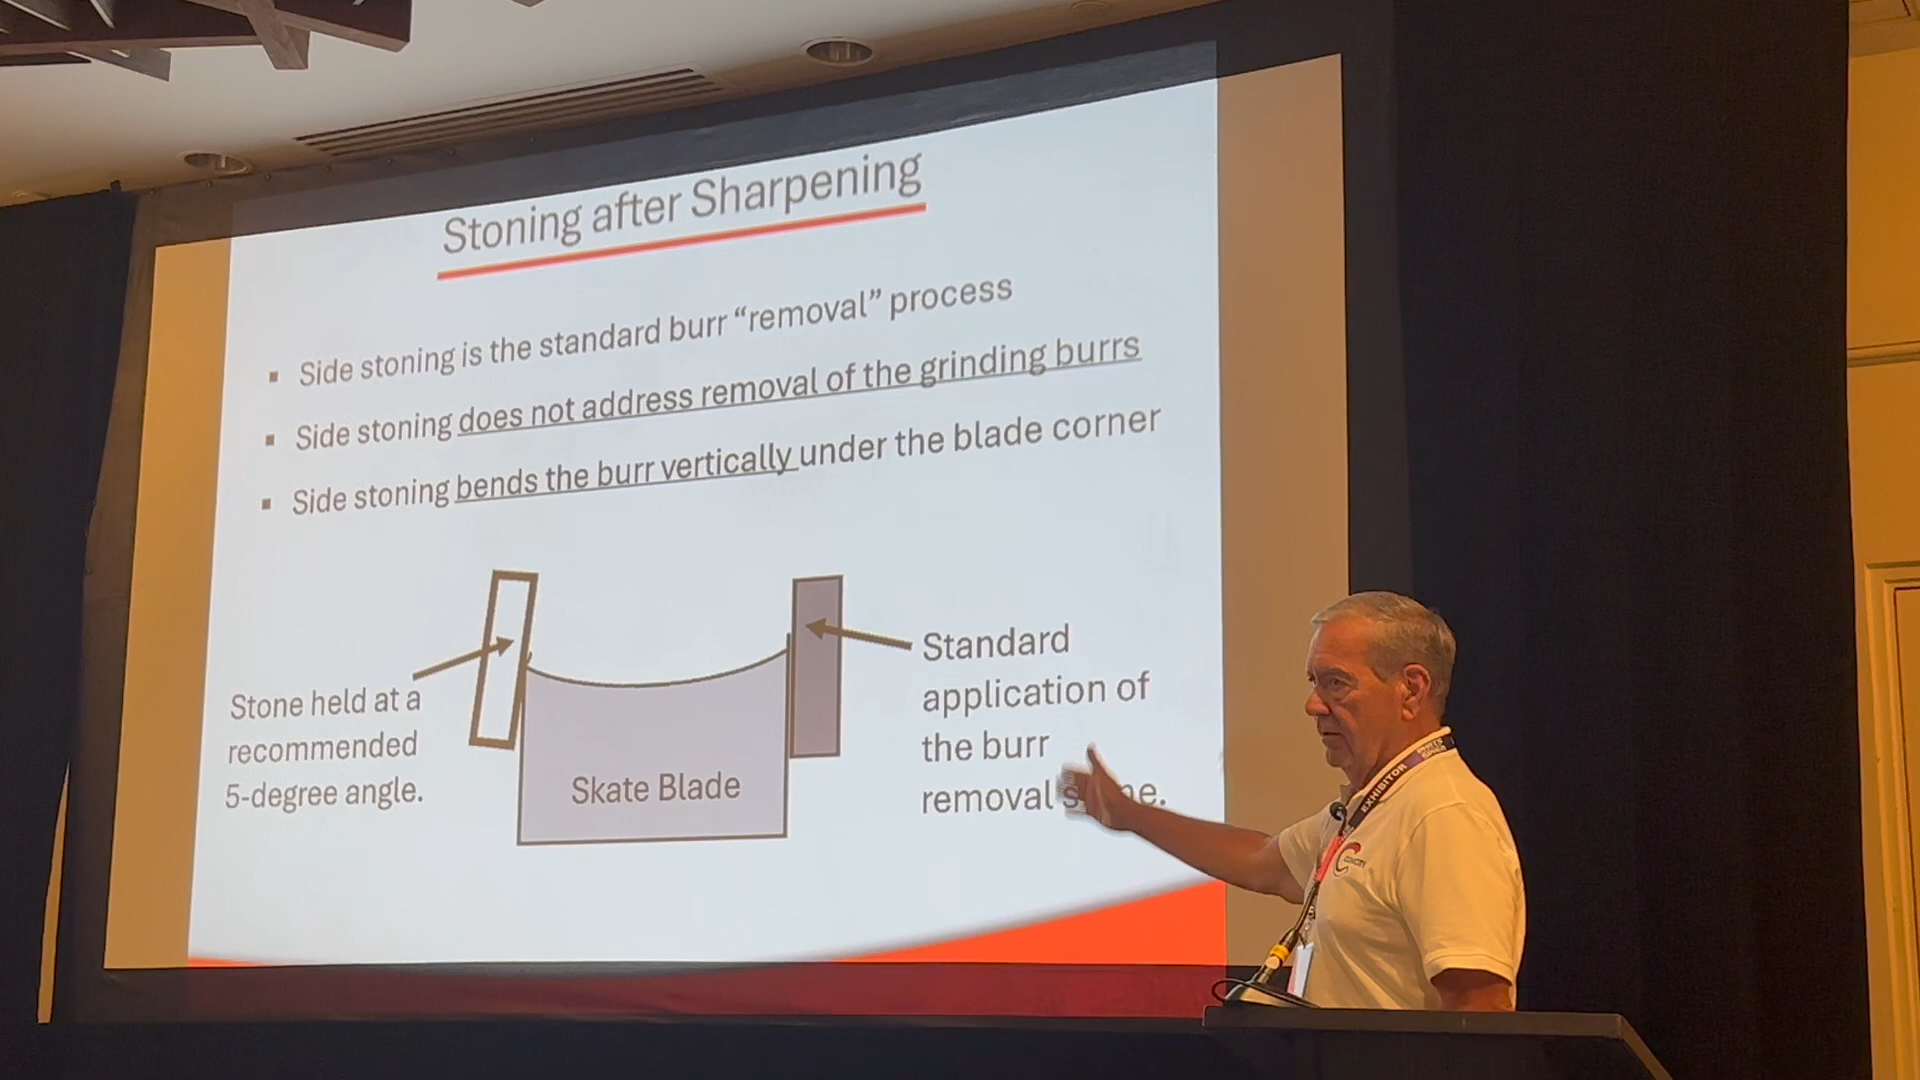 Stoning after Sharpening
▪ Side stoning is the standard burr “removal” process
▪ Side stoning does not address removal of the grinding burrs
▪ Side stoning bends the burr vertically under the blade corner
Stone held at a
recommended
5-degree angle.
Skate Blade
Standard
application of
the burr
removal
EXHIBITOR